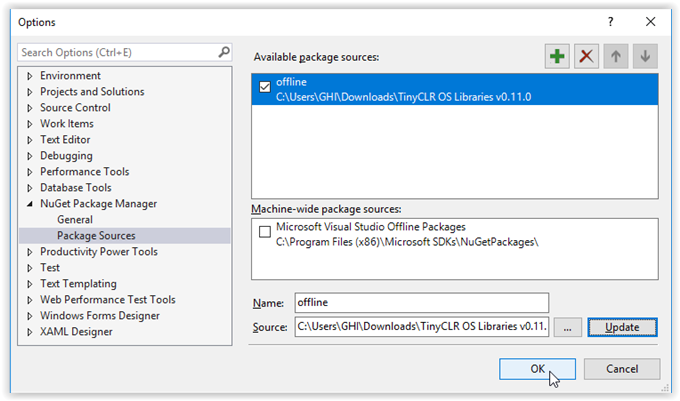 Options
?
Search Options (Ctrl+E)
Environment
Projects and Solutions
Source Control
Work Items
Text Editor
Debugging
Performance Tools
Database Tools
NuGet Package Manager
General
Package Sources
Productivity Power Tools
Test
Text Templating
Web Performance Test Tools
Windows Forms Designer
XAML Designer
Available package sources:
offline
C:\Users\GHI\Downloads\TinyCLR OS Libraries v0.11.0
Machine-wide package sources:
Microsoft Visual Studio Offline Packages
C:\Program Files (x86)\Microsoft SDKs\NuGetPackages\
Name: offline
Source: C:\Users\GHI\Downloads\TinyCLR OS Libraries v0.11. ... Update
OK Cancel